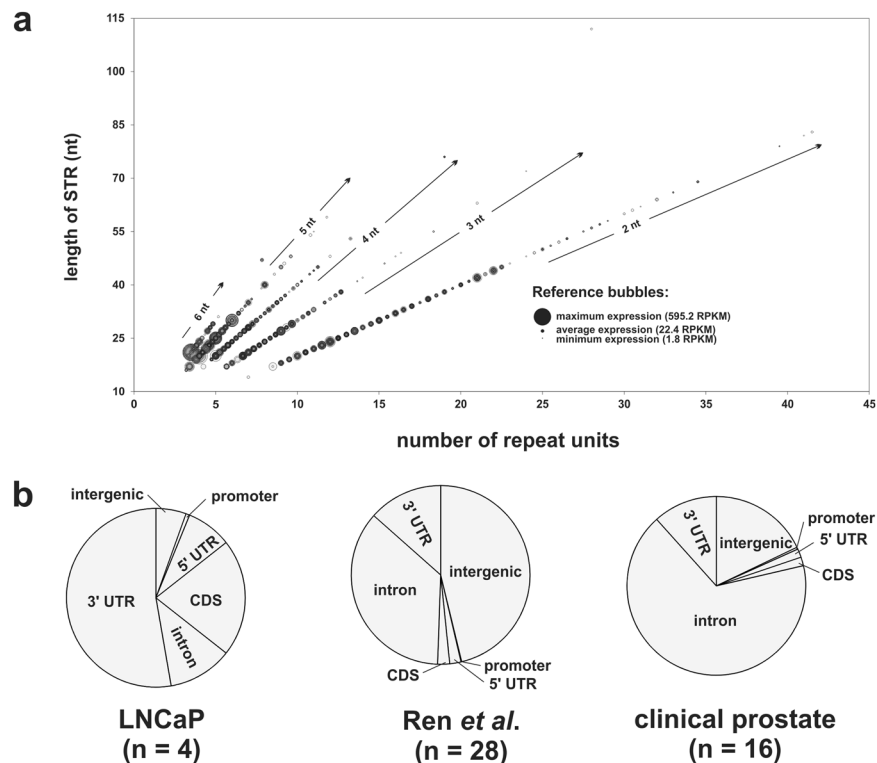 a
115
100
85
70
55
40
25
10
length of STR (nt)
0
5
10
15
20
25
30
35
40
45
number of repeat units
6 nt
5 nt
4 nt
3 nt
2 nt
Reference bubbles:
maximum expression (595.2 RPKM)
average expression (22.4 RPKM)
minimum expression (1.8 RPKM)
b
intergenic
promoter
5' UTR
CDS
intron
3' UTR
LNCaP
(n = 4)
3' UTR
intergenic
intron
CDS
promoter
5' UTR
Ren et al.
(n = 28)
3' UTR
intergenic
promoter
5' UTR
CDS
intron
clinical prostate
(n = 16)